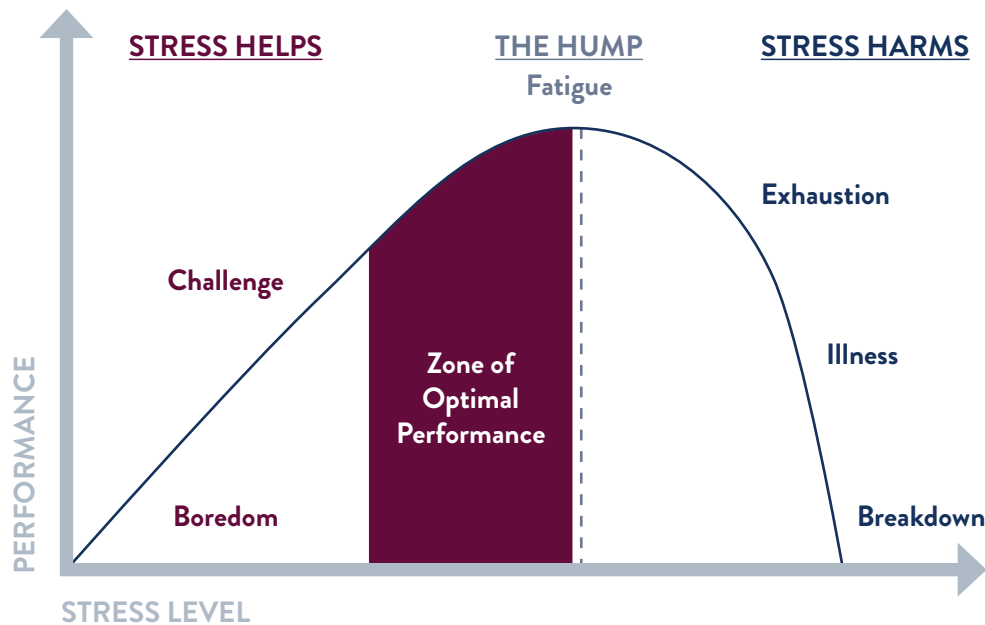 STRESS HELPS
THE HUMP
STRESS HARMS
Fatigue
Exhaustion
Challenge
Illness
Zone of
Optimal
Performance
Boredom
Breakdown
PERFORMANCE
STRESS LEVEL